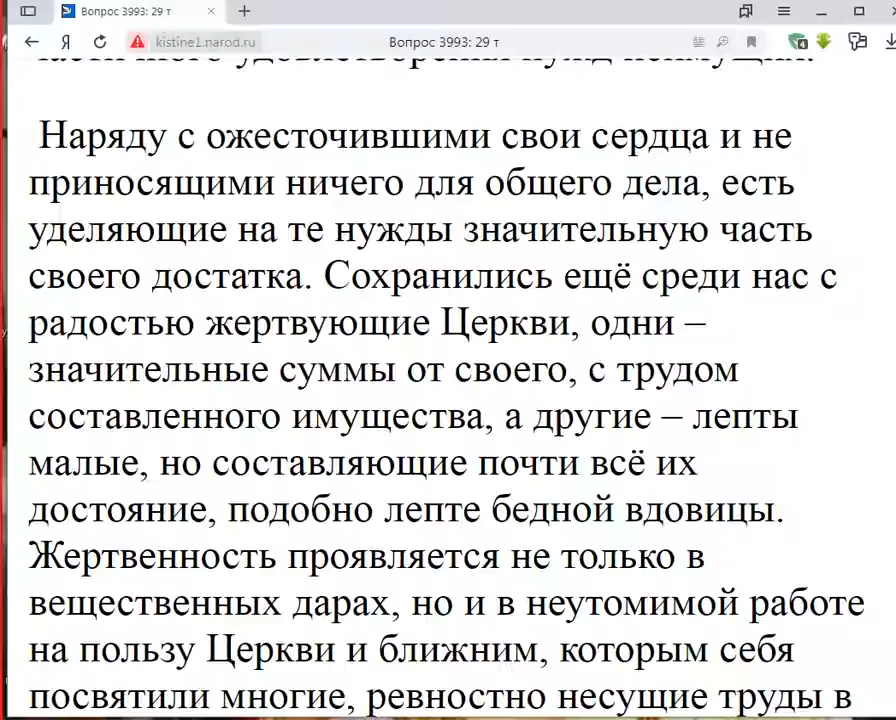 Вопрос 3993: 29 т
kistine1.narod.ru
Вопрос 3993: 29 т
Наряду с ожесточившими свои сердца и не
приносящими ничего для общего дела, есть
уделяющие на те нужды значительную часть
своего достатка. Сохранились ещё среди нас с
радостью жертвующие Церкви, одни –
значительные суммы от своего, с трудом
составленного имущества, а другие – лепты
малые, но составляющие почти всё их
достояние, подобно лепте бедной вдовицы.
Жертвенность проявляется не только в
вещественных дарах, но и в неутомимой работе
на пользу Церкви и ближним, которым себя
посвятили многие, ревностно несущие труды в